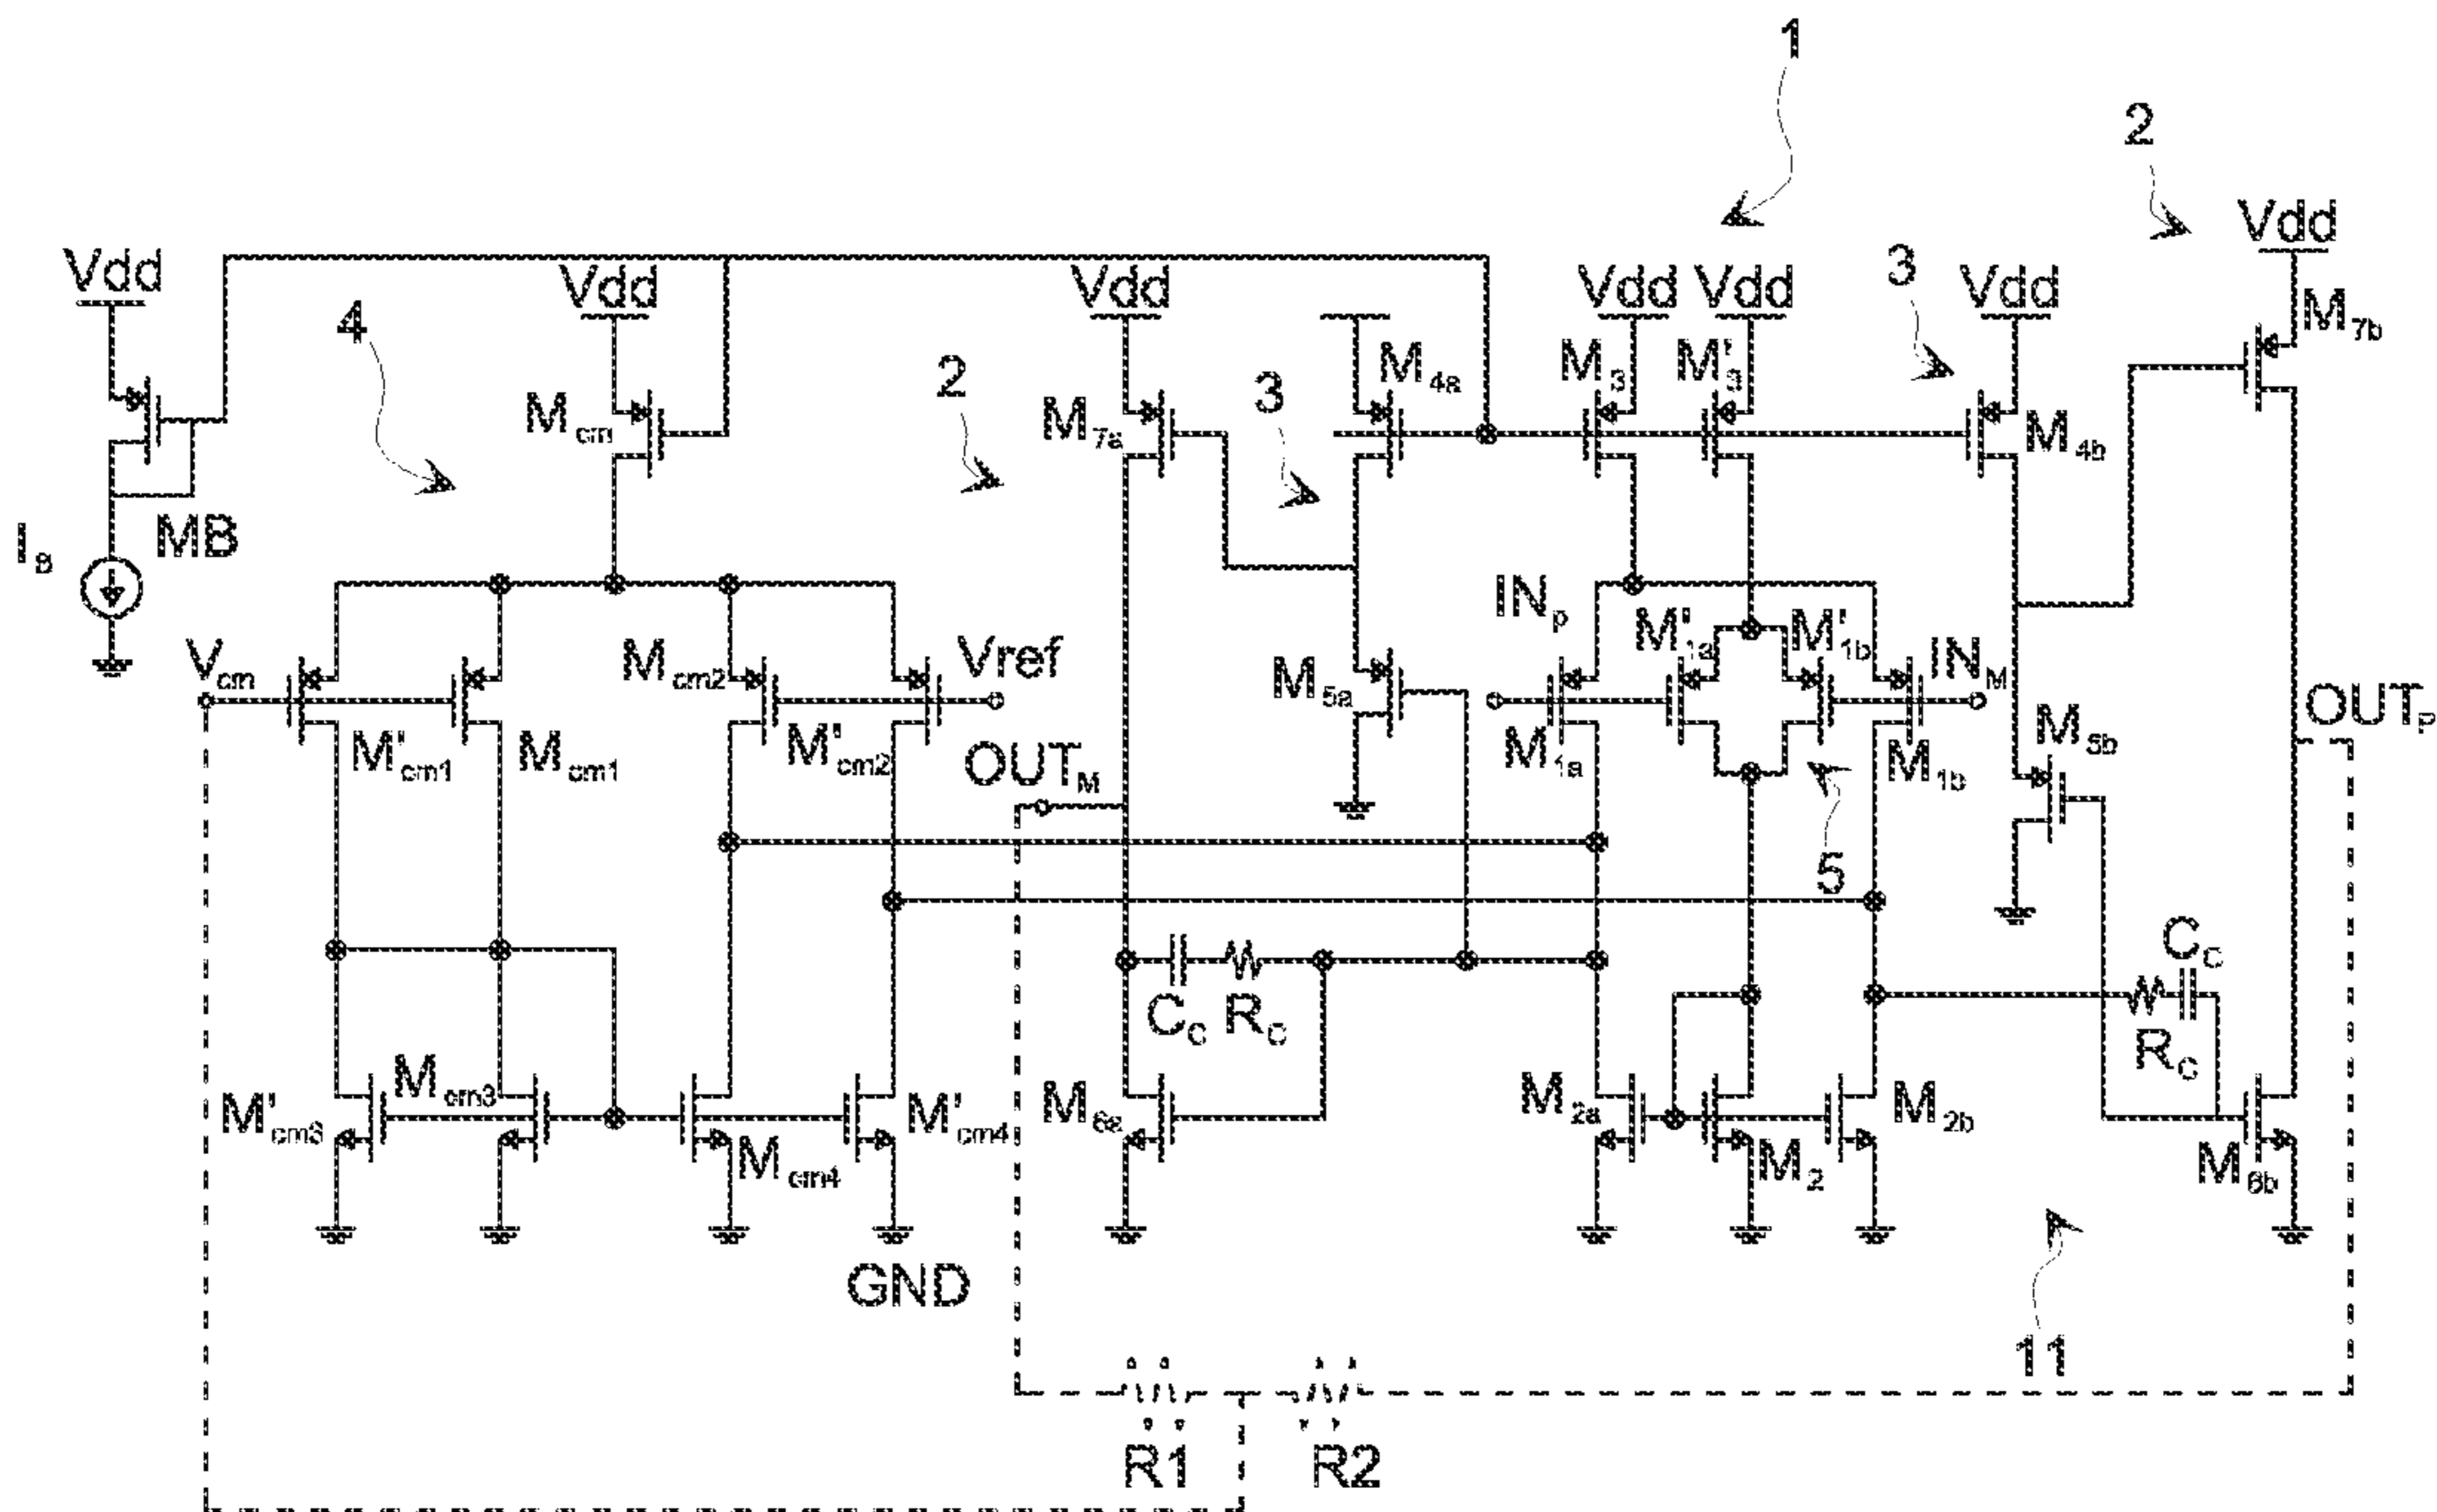 1
2
Vdd
Vdd
Vdd
Vdd
Vdd Vdd
3
Vdd
4
M7b
M3
M'3
M4a
2
3
Mcm
M7a
M4b
IB
MB
INp
M'1a
M'1b
INM
Vcm
Mcm2
Vref
M5a
OUTP
M5b
M'cm1
Mcm1
M'cm2
OUTM
M1a
M1b
5
CC
CC RC
RC
Mcm3
M'cm3
M'cm4
M6a
M2a
M2b
Mcm4
M2
M6b
GND
11
R1
R2